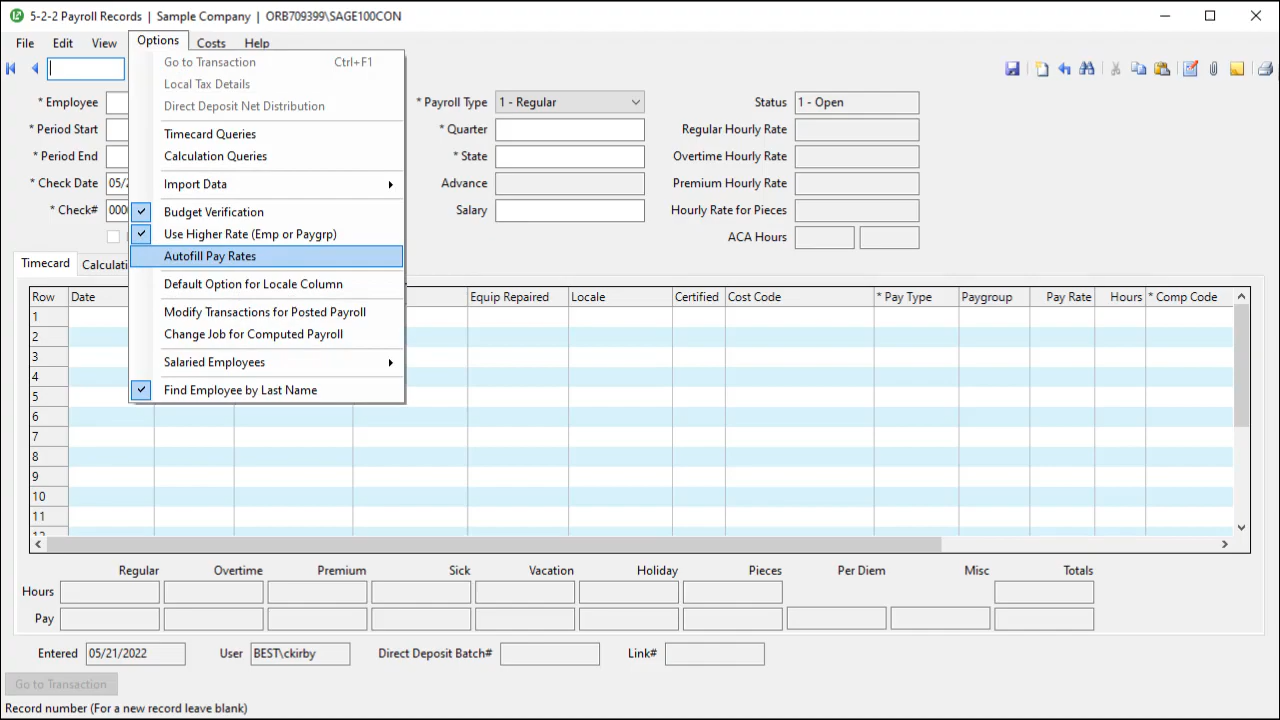 5-2-2 Payroll Records | Sample Company | ORB709399\SAGE100CON
File Edit View Options Costs Help
Go to Transaction Ctrl+F1
Local Tax Details
Direct Deposit Net Distribution
Timecard Queries
Calculation Queries
Import Data
Budget Verification
Use Higher Rate (Emp or Paygrp)
Autofill Pay Rates
Default Option for Locale Column
Modify Transactions for Posted Payroll
Change Job for Computed Payroll
Salaried Employees
Find Employee by Last Name
* Employee * Payroll Type 1 - Regular Status 1 - Open
* Period Start * Quarter Regular Hourly Rate
* Period End * State Overtime Hourly Rate
* Check Date 05/2 Advance Premium Hourly Rate
* Check# 000 Salary Hourly Rate for Pieces
ACA Hours
Timecard Calculati
Row Date Equip Repaired Locale Certified Cost Code * Pay Type Paygroup Pay Rate Hours * Comp Code
1
2
3
4
5
6
7
8
9
10
11
12
Regular Overtime Premium Sick Vacation Holiday Pieces Per Diem Misc Totals
Hours
Pay
Entered 05/21/2022 User BEST\ckirby Direct Deposit Batch# Link#
Go to Transaction
Record number (For a new record leave blank)